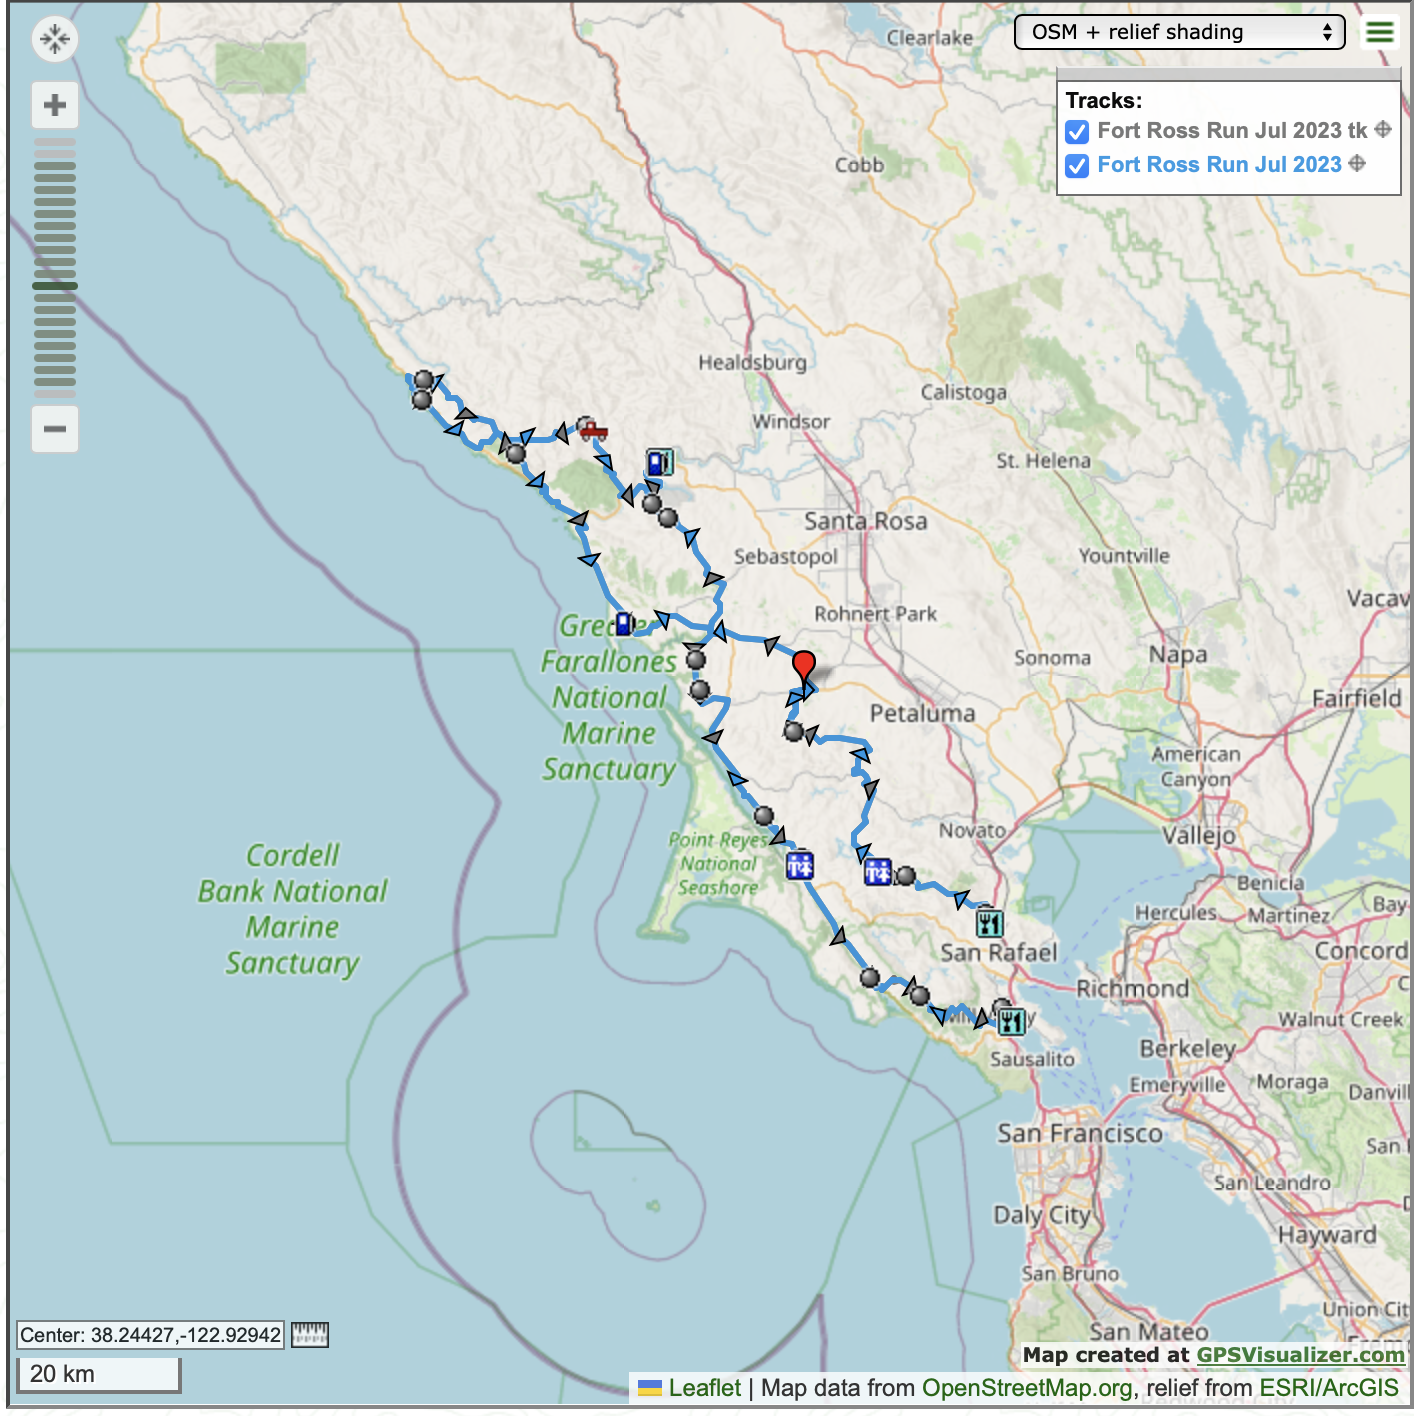 Clearlake
OSM + relief shading
Tracks:
Fort Ross Run Jul 2023 tk
Fort Ross Run Jul 2023
Cobb
Healdsburg
Calistoga
Windsor
St. Helena
Santa Rosa
Sebastopol
Yountville
Vacav
Rohnert Park
Greater
Farallones
National
Marine
Sanctuary
Sonoma
Napa
Fairfield
Petaluma
American
Canyon
Novato
Vallejo
Point Reyes
National
Seashore
Cordell
Bank National
Marine
Sanctuary
Benicia
Hercules
Martinez
Bay
San Rafael
Concord
Richmond
Walnut Creek
Sausalito
Berkeley
Emeryville
Moraga
Danvill
San Francisco
San Leandro
Daly City
Hayward
San Bruno
Union Cit
San Mateo
Center: 38.24427,-122.92942
20 km
Map created at GPSVisualizer.com
Leaflet | Map data from OpenStreetMap.org, relief from ESRI/ArcGIS